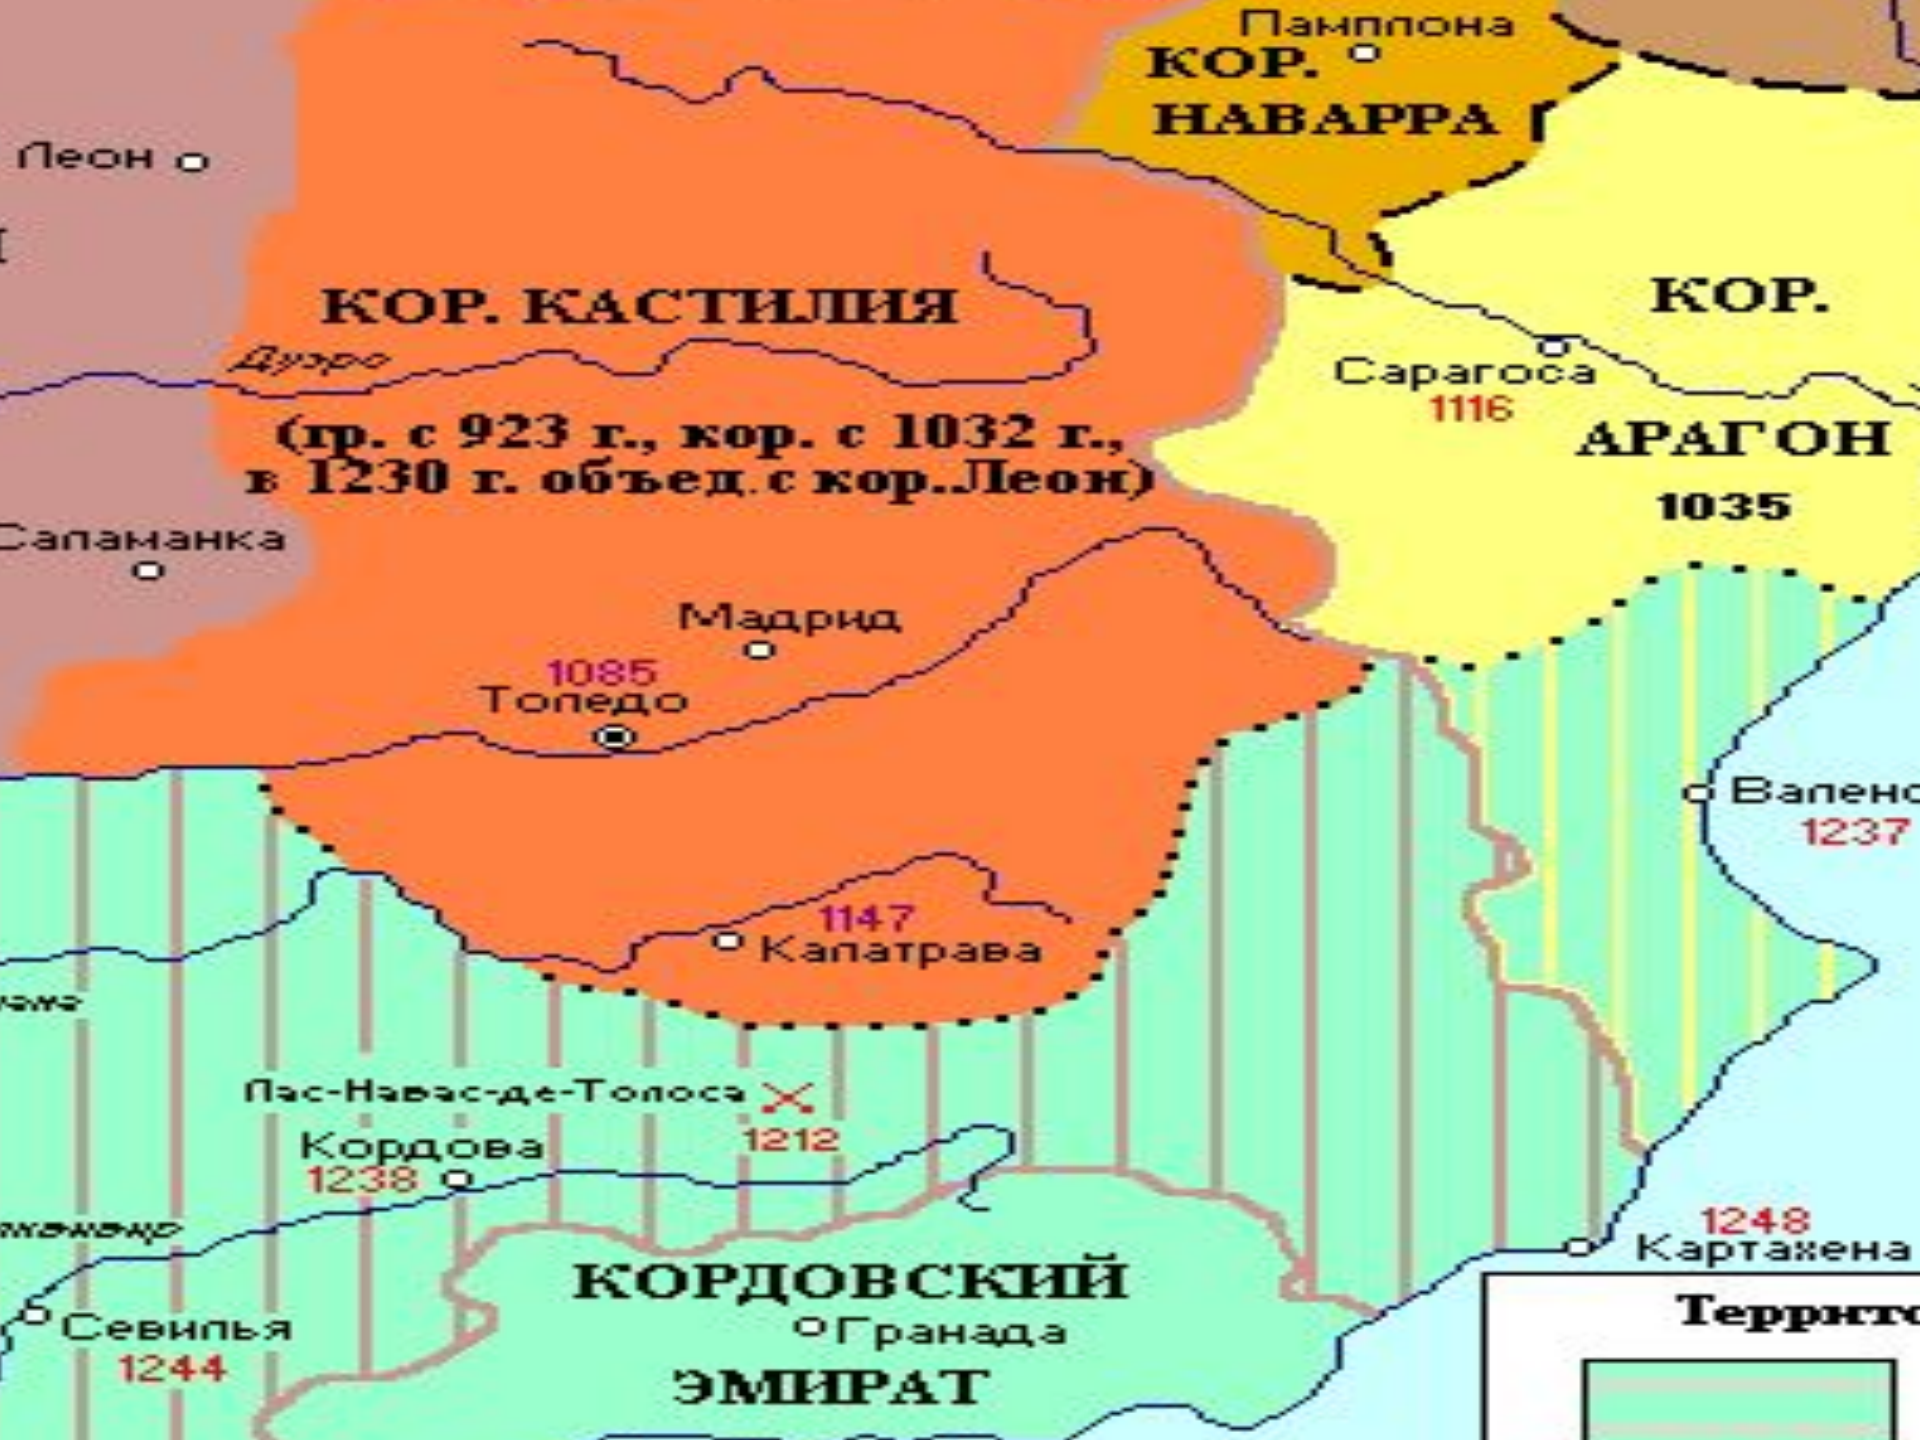 Памплона
КОР.
НАВАРРА
Леон
КОР. КАСТИЛИЯ
КОР.
Дуэро
Сарагоса
1116
(гр. с 923 г., кор. с 1032 г.,
в 1230 г. объед.с кор..Леон)
АРАГОН
1035
Саламанка
Мадрид
1085
Толедо
Вален
1237
1147
Калатрава
Лас-Навас-де-Толоса
1212
Кордова
1238
1248
Картахена
КОРДОВСКИЙ
Гранада
ЭМИРАТ
Севилья
1244
Террито